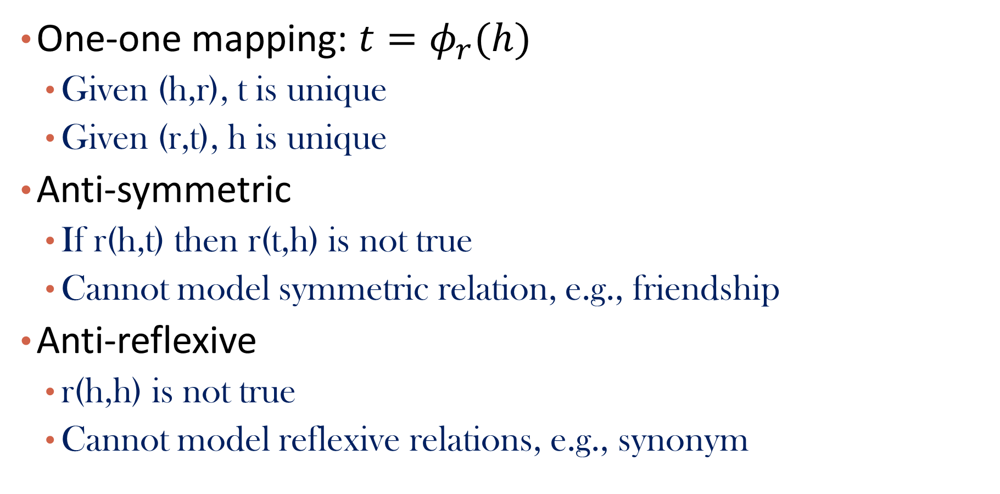 • One-one mapping: 𝑡 = 𝜙𝑟(ℎ)
• Given (h,r), t is unique
• Given (r,t), h is unique
• Anti-symmetric
• If r(h,t) then r(t,h) is not true
• Cannot model symmetric relation, e.g., friendship
• Anti-reflexive
• r(h,h) is not true
• Cannot model reflexive relations, e.g., synonym